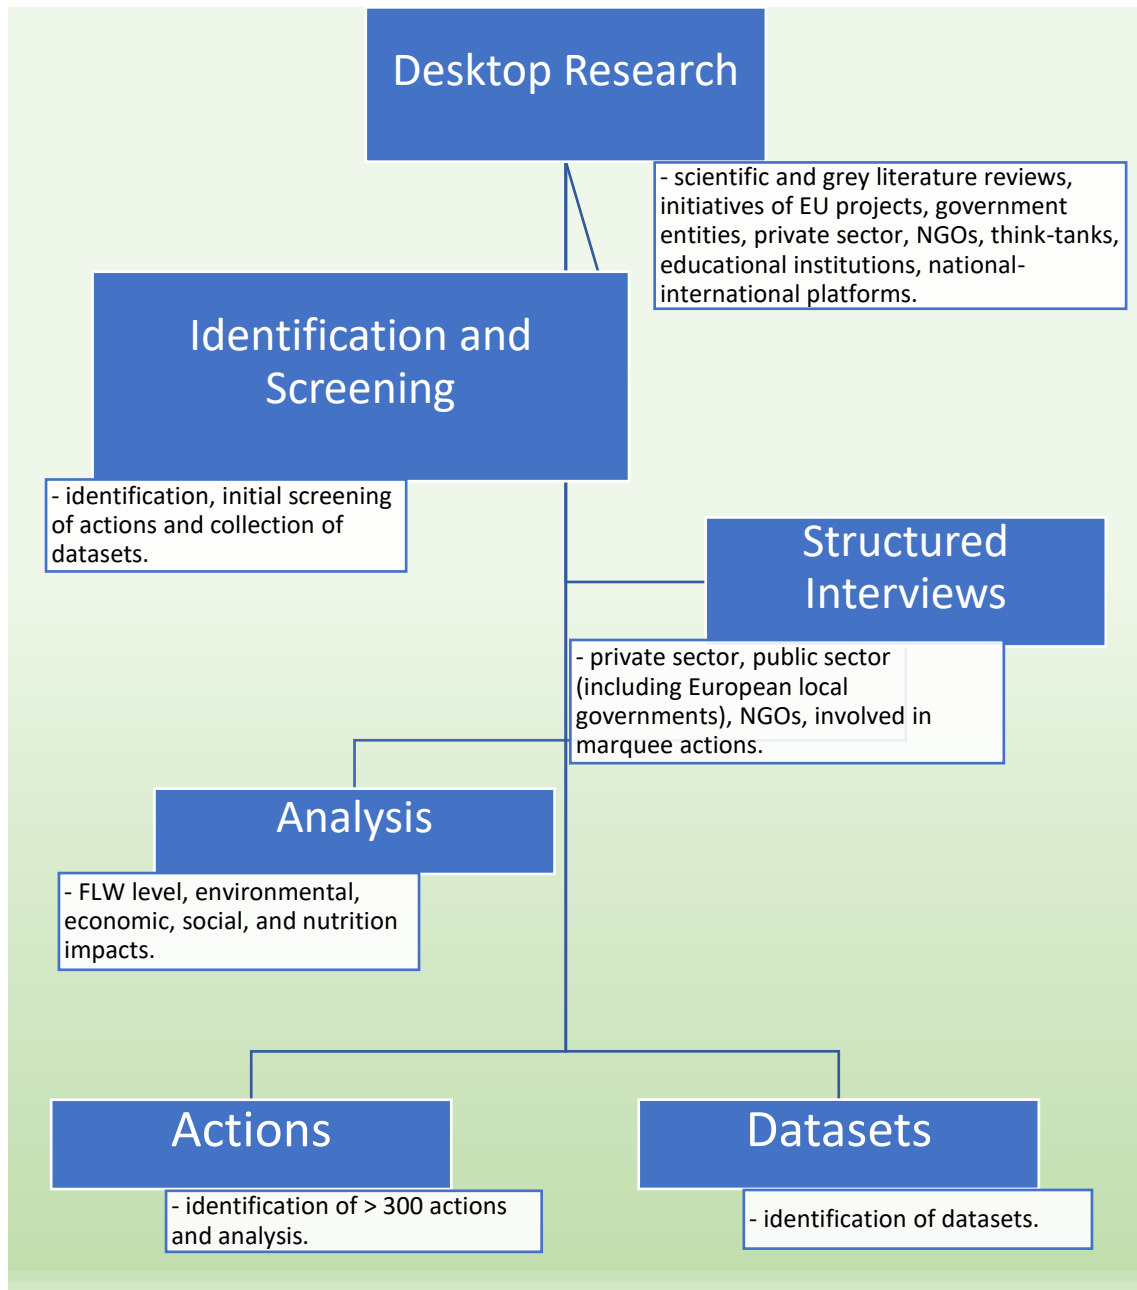 Desktop Research
- scientific and grey literature reviews,
initiatives of EU projects, government
entities, private sector, NGOs, think-tanks,
educational institutions, national-
international platforms.
Identification and
Screening
- identification, initial screening
of actions and collection of
datasets.
Structured
Interviews
- private sector, public sector
(including European local
governments), NGOs, involved in
marquee actions.
Analysis
- FLW level, environmental,
economic, social, and nutrition
impacts.
Actions
- identification of > 300 actions
and analysis.
Datasets
- identification of datasets.